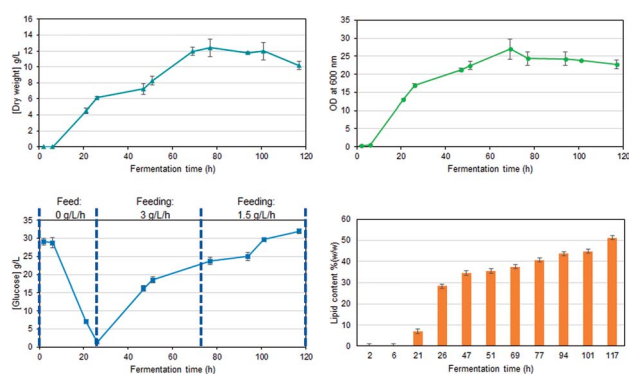 14
12
10
8
6
4
2
0
[Dry weight] g/L
0 20 40 60 80 100 120
Fermentation time (h)
35
30
25
20
15
10
5
0
OD at 600 nm
0 20 40 60 80 100 120
Fermentation time (h)
Feed: Feeding: Feeding:
0 g/L/h 3 g/L/h 1.5 g/L/h
35
30
25
20
15
10
5
0
[Glucose] g/L
0 20 40 60 80 100 120
Fermentation time (h)
60
50
40
30
20
10
0
Lipid content %(w/w)
2 6 21 26 47 51 69 77 94 101 117
Fermentation time (h)